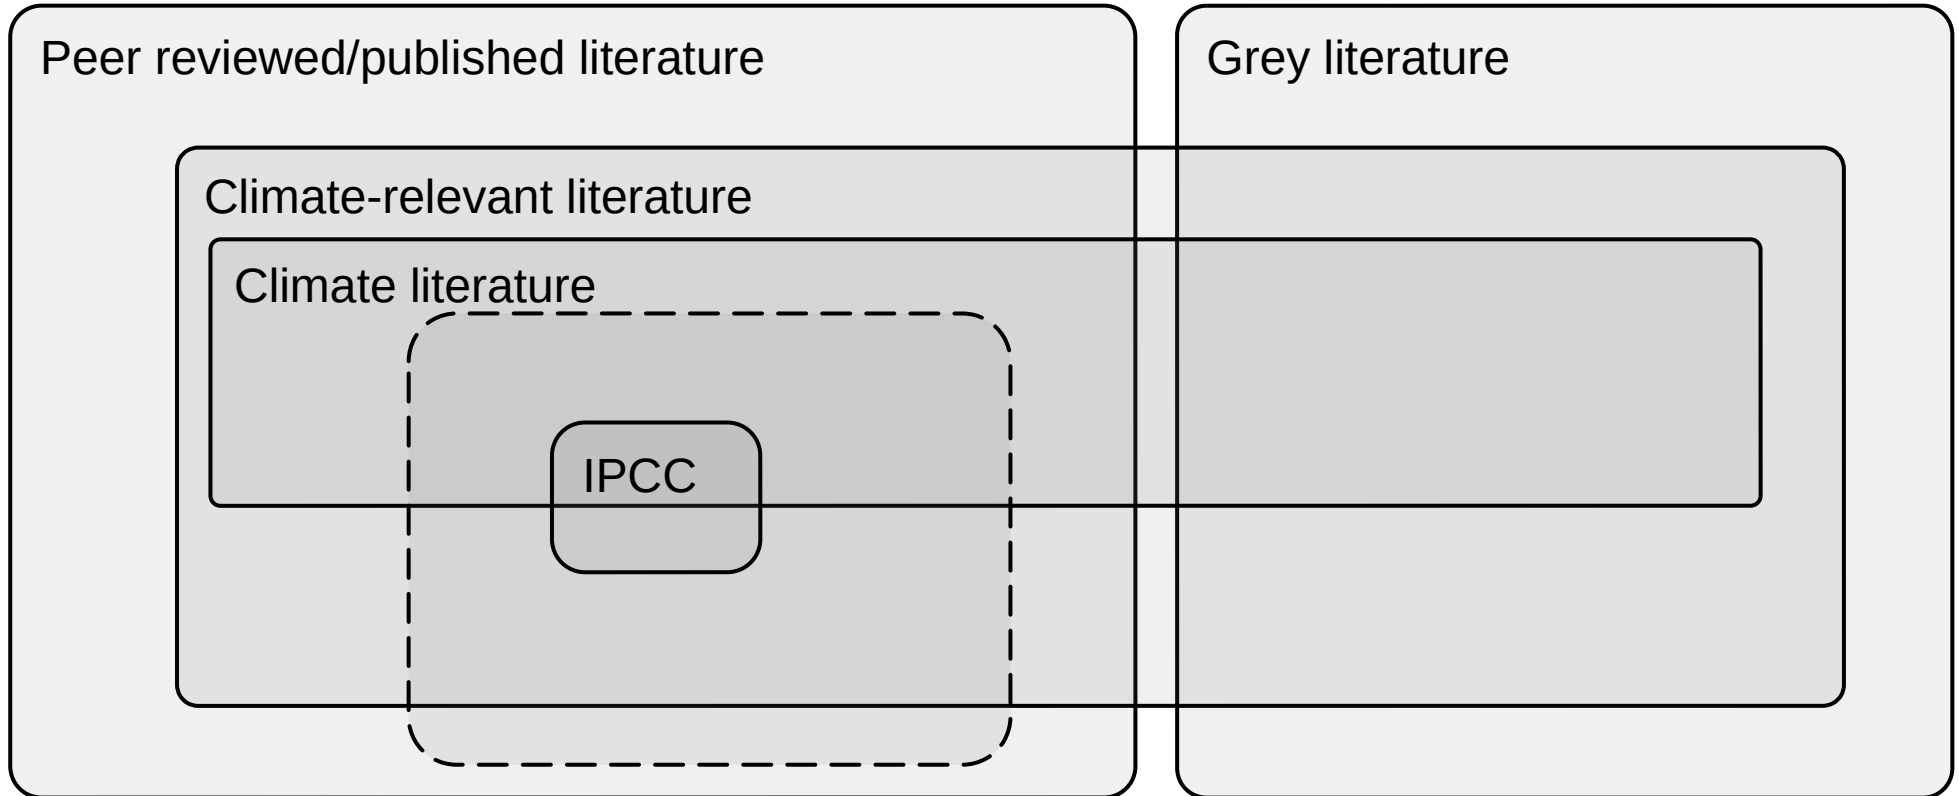 Peer reviewed/published literature
Grey literature
Climate-relevant literature
Climate literature
IPCC